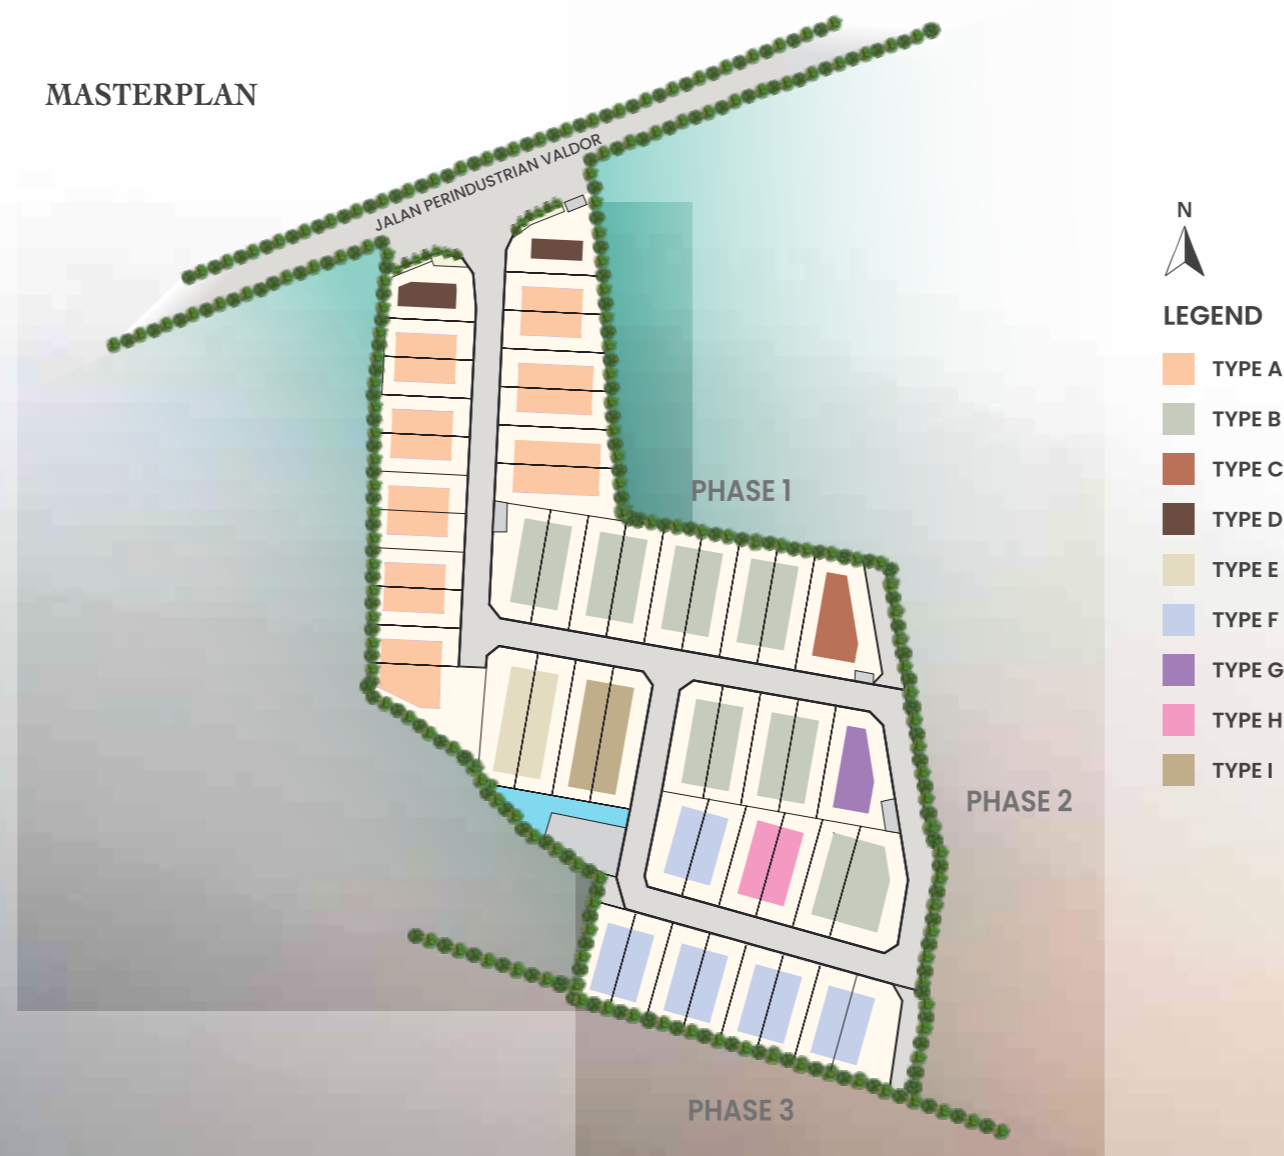 MASTERPLAN
JALAN PERINDUSTRIAN VALDOR
N
LEGEND
TYPE A
TYPE B
TYPE C
TYPE D
TYPE E
TYPE F
TYPE G
TYPE H
TYPE I
PHASE 1
PHASE 2
PHASE 3